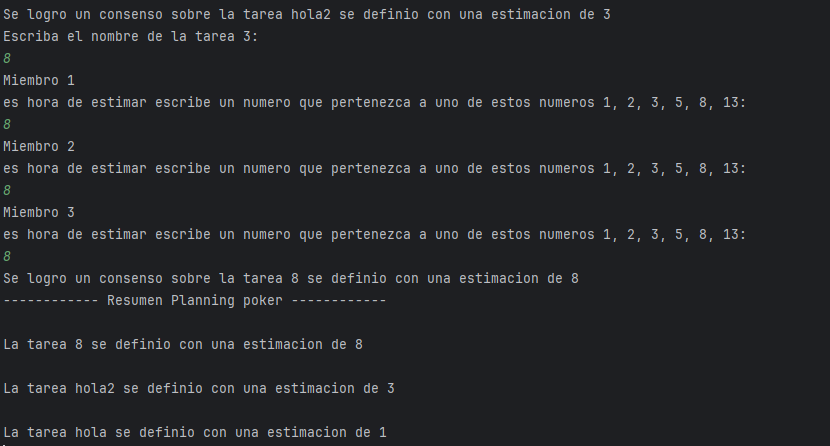 Se logro un consenso sobre la tarea hola2 se definio con una estimacion de 3
Escriba el nombre de la tarea 3:
8
Miembro 1
es hora de estimar escribe un numero que pertenezca a uno de estos numeros 1, 2, 3, 5, 8, 13:
8
Miembro 2
es hora de estimar escribe un numero que pertenezca a uno de estos numeros 1, 2, 3, 5, 8, 13:
8
Miembro 3
es hora de estimar escribe un numero que pertenezca a uno de estos numeros 1, 2, 3, 5, 8, 13:
8
Se logro un consenso sobre la tarea 8 se definio con una estimacion de 8
------------ Resumen Planning poker ------------
La tarea 8 se definio con una estimacion de 8
La tarea hola2 se definio con una estimacion de 3
La tarea hola se definio con una estimacion de 1